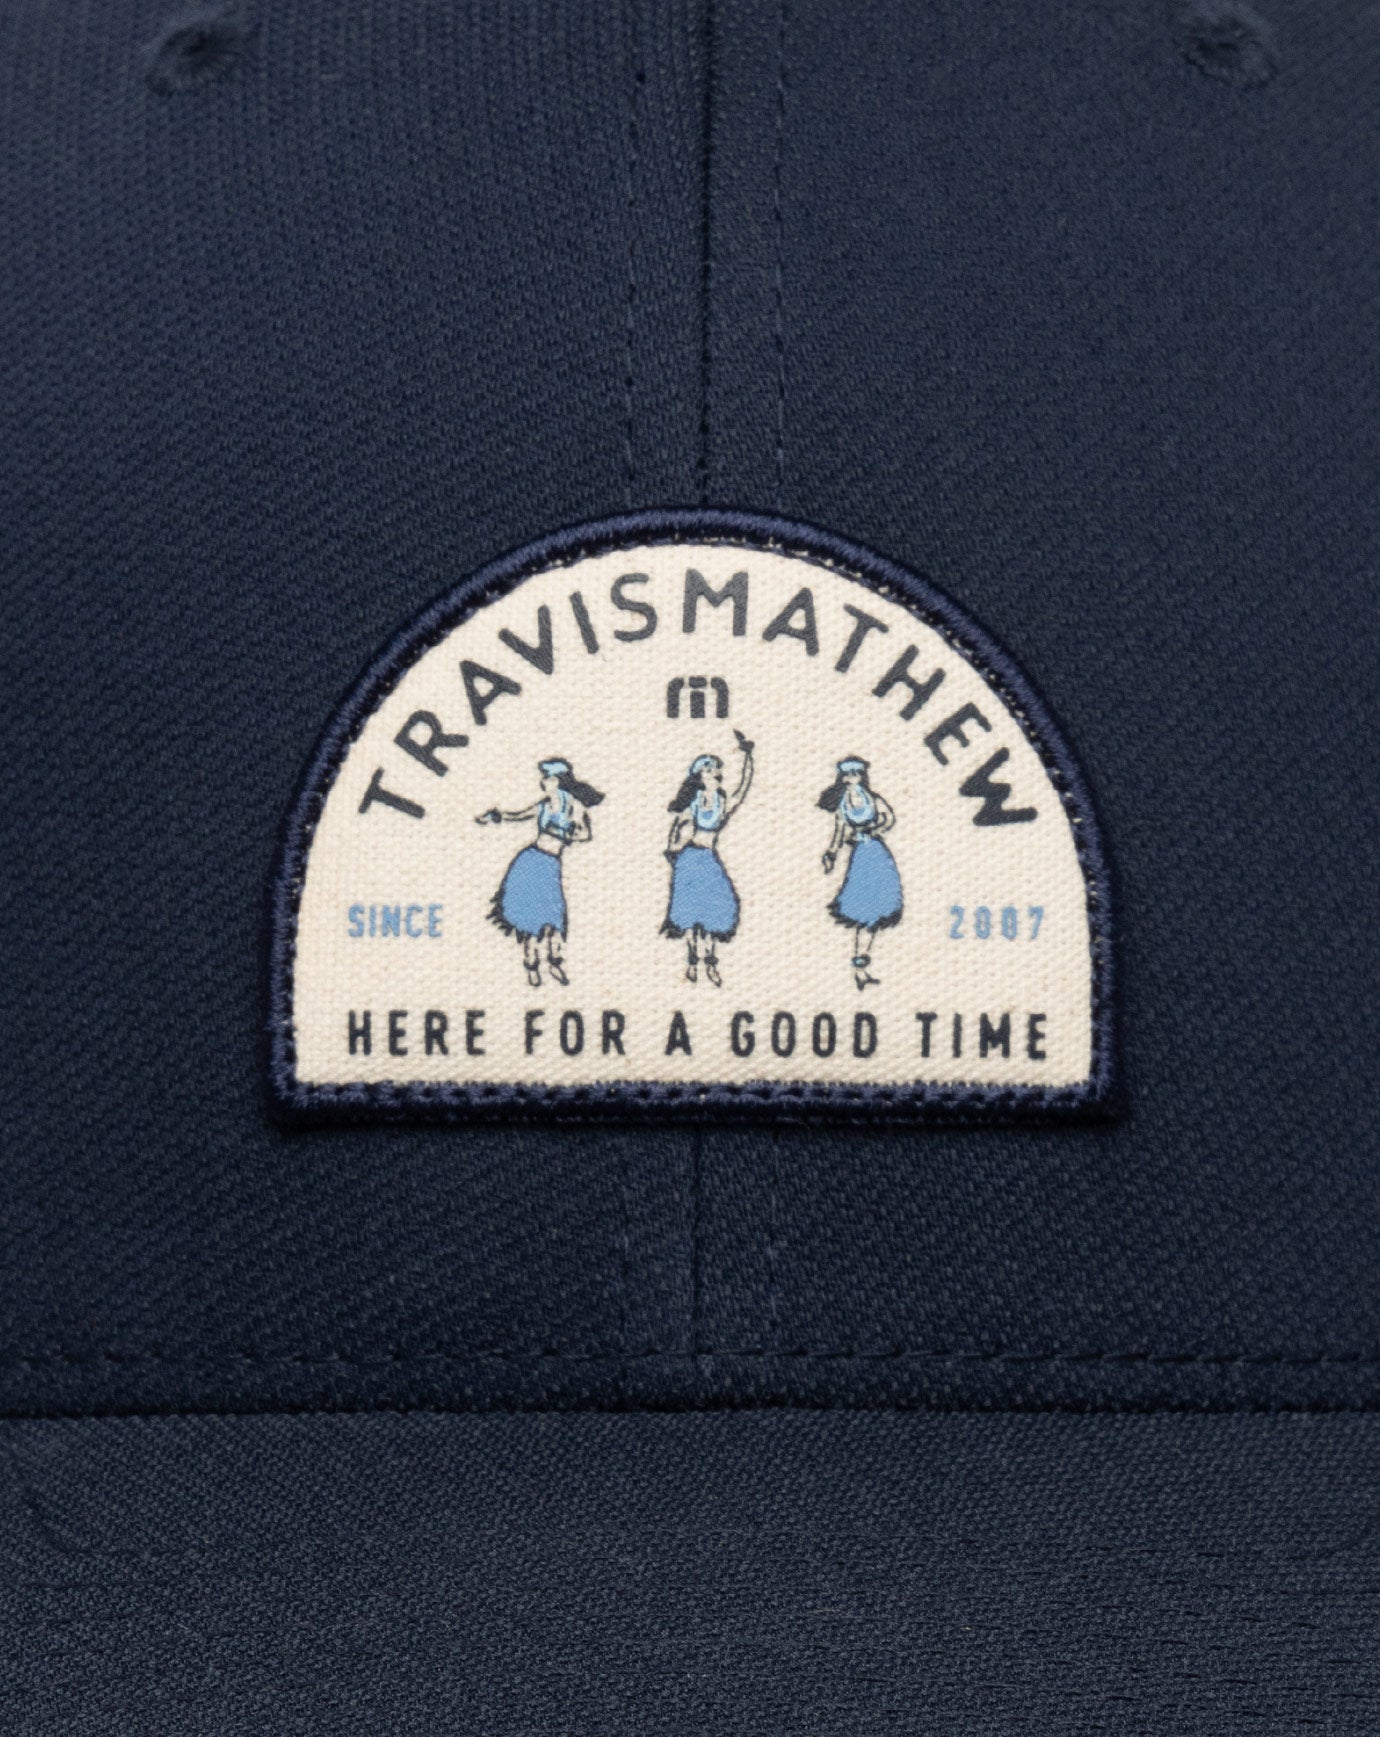 TRAVISMATHEW
SINCE 2007
HERE FOR A GOOD TIME